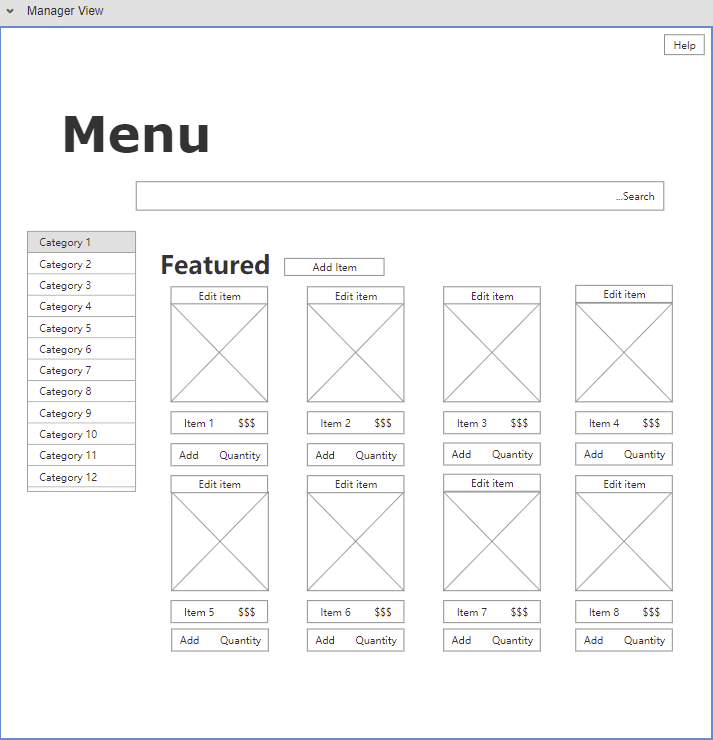 Manager View
Help
Menu
...Search
Category 1
Category 2
Category 3
Category 4
Category 5
Category 6
Category 7
Category 8
Category 9
Category 10
Category 11
Category 12
Featured Add Item
Edit item Edit item Edit item Edit item
Item 1 $$$ Item 2 $$$ Item 3 $$$ Item 4 $$$
Add Quantity Add Quantity Add Quantity Add Quantity
Edit item Edit item Edit item Edit item
Item 5 $$$ Item 6 $$$ Item 7 $$$ Item 8 $$$
Add Quantity Add Quantity Add Quantity Add Quantity